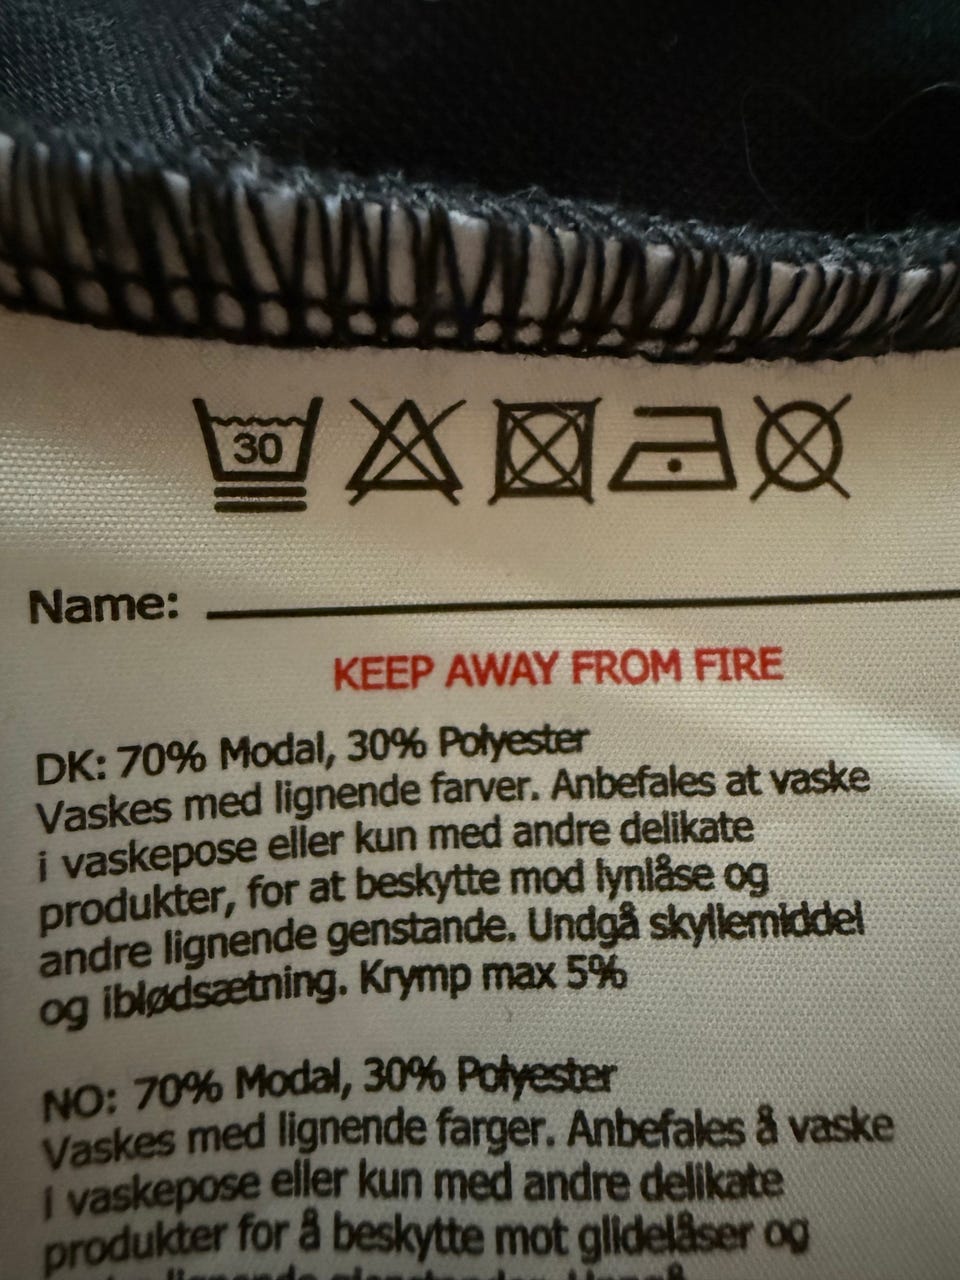 30
Name:
KEEP AWAY FROM FIRE
DK: 70% Modal, 30% Polyester
Vaskes med lignende farver. Anbefales at vaske
i vaskepose eller kun med andre delikate
produkter, for at beskytte mod lynlåse og
andre lignende genstande. Undgå skyllemiddel
og iblødsætning. Krymp max 5%
NO: 70% Modal, 30% Polyester
Vaskes med lignende farger. Anbefales å vaske
i vaskepose eller kun med andre delikate
produkter for å beskytte mot glidelåser og